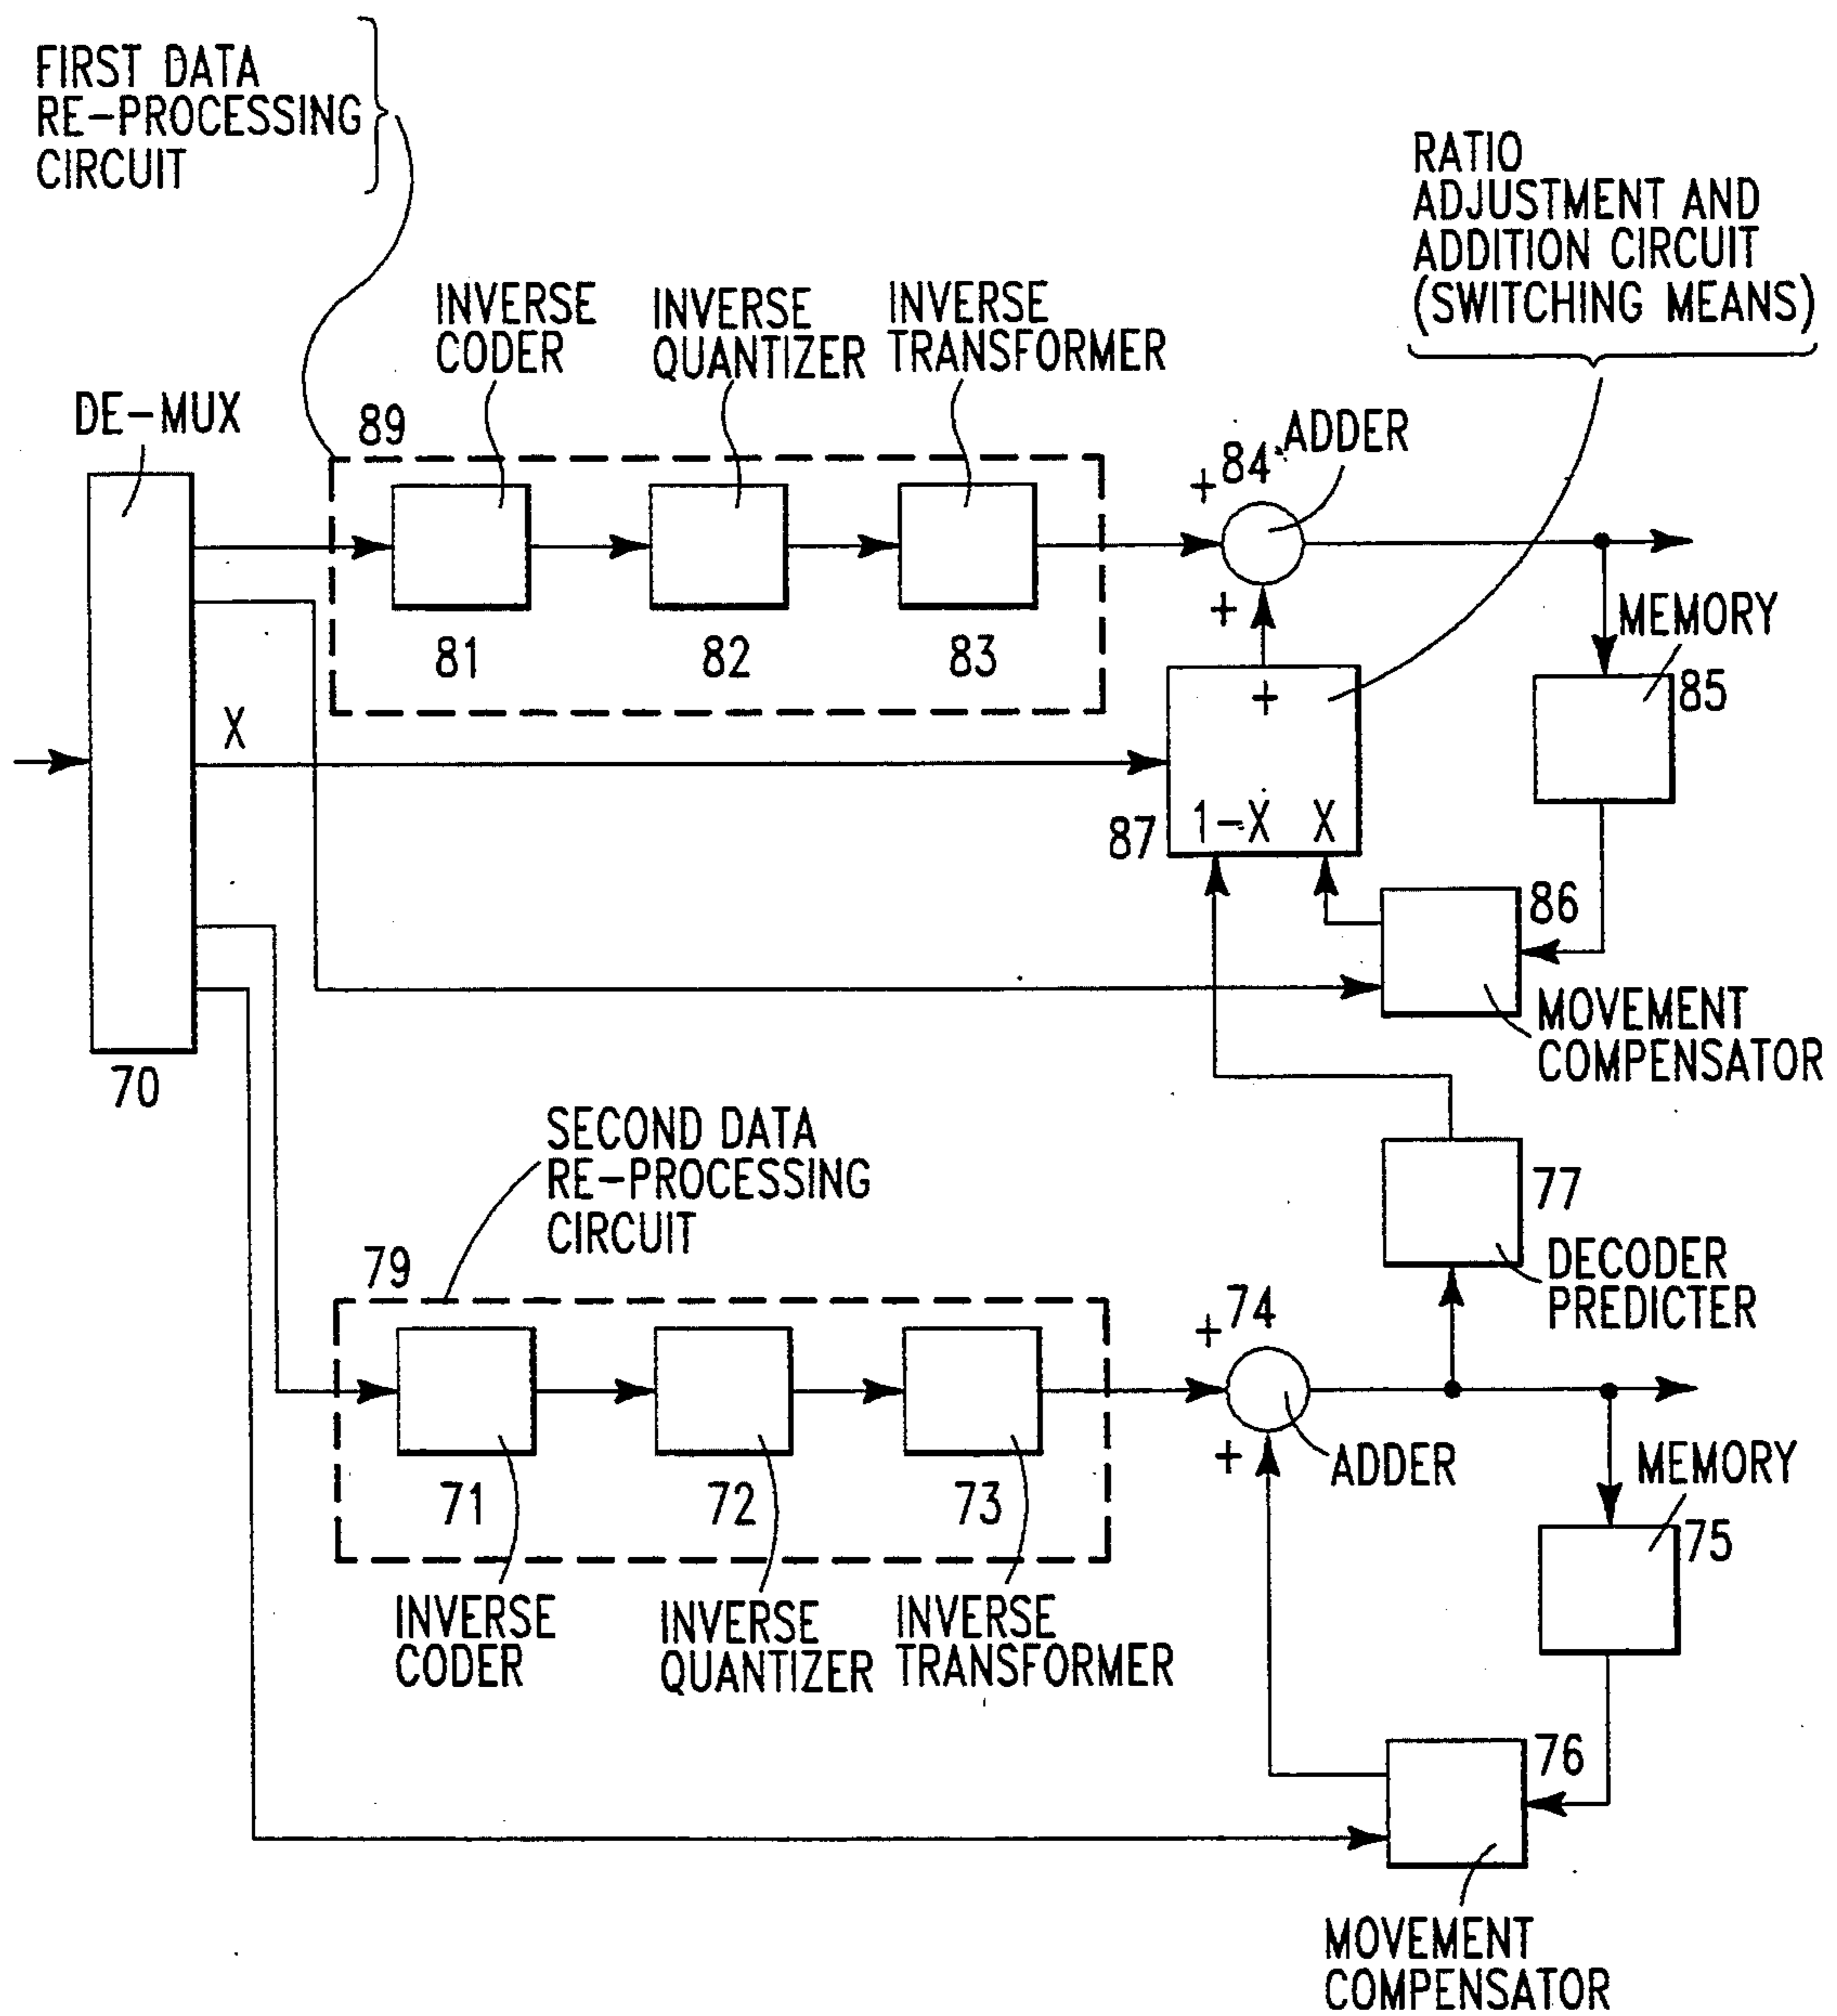 FIRST DATA
RE-PROCESSING
CIRCUIT
RATIO
ADJUSTMENT AND
ADDITION CIRCUIT
(SWITCHING MEANS)
INVERSE
CODER
INVERSE
QUANTIZER
INVERSE
TRANSFORMER
DE-MUX
89
+
84
ADDER
81
82
83
+
MEMORY
85
X
+
87
1-X
X
86
MOVEMENT
COMPENSATOR
70
SECOND DATA
RE-PROCESSING
CIRCUIT
77
DECODER
PREDICTER
79
+
74
71
72
73
+
ADDER
MEMORY
75
INVERSE
CODER
INVERSE
QUANTIZER
INVERSE
TRANSFORMER
76
MOVEMENT
COMPENSATOR